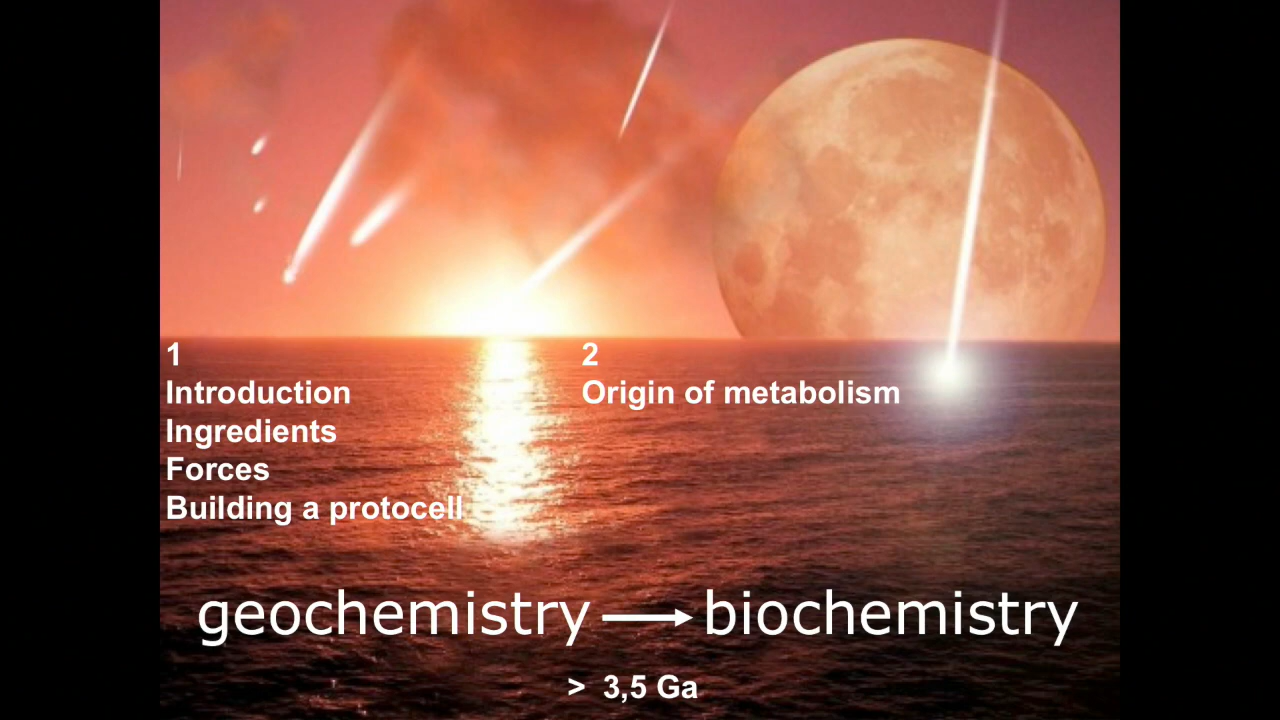 1
Introduction
Ingredients
Forces
Building a protocell
2
Origin of metabolism
geochemistry → biochemistry
> 3,5 Ga